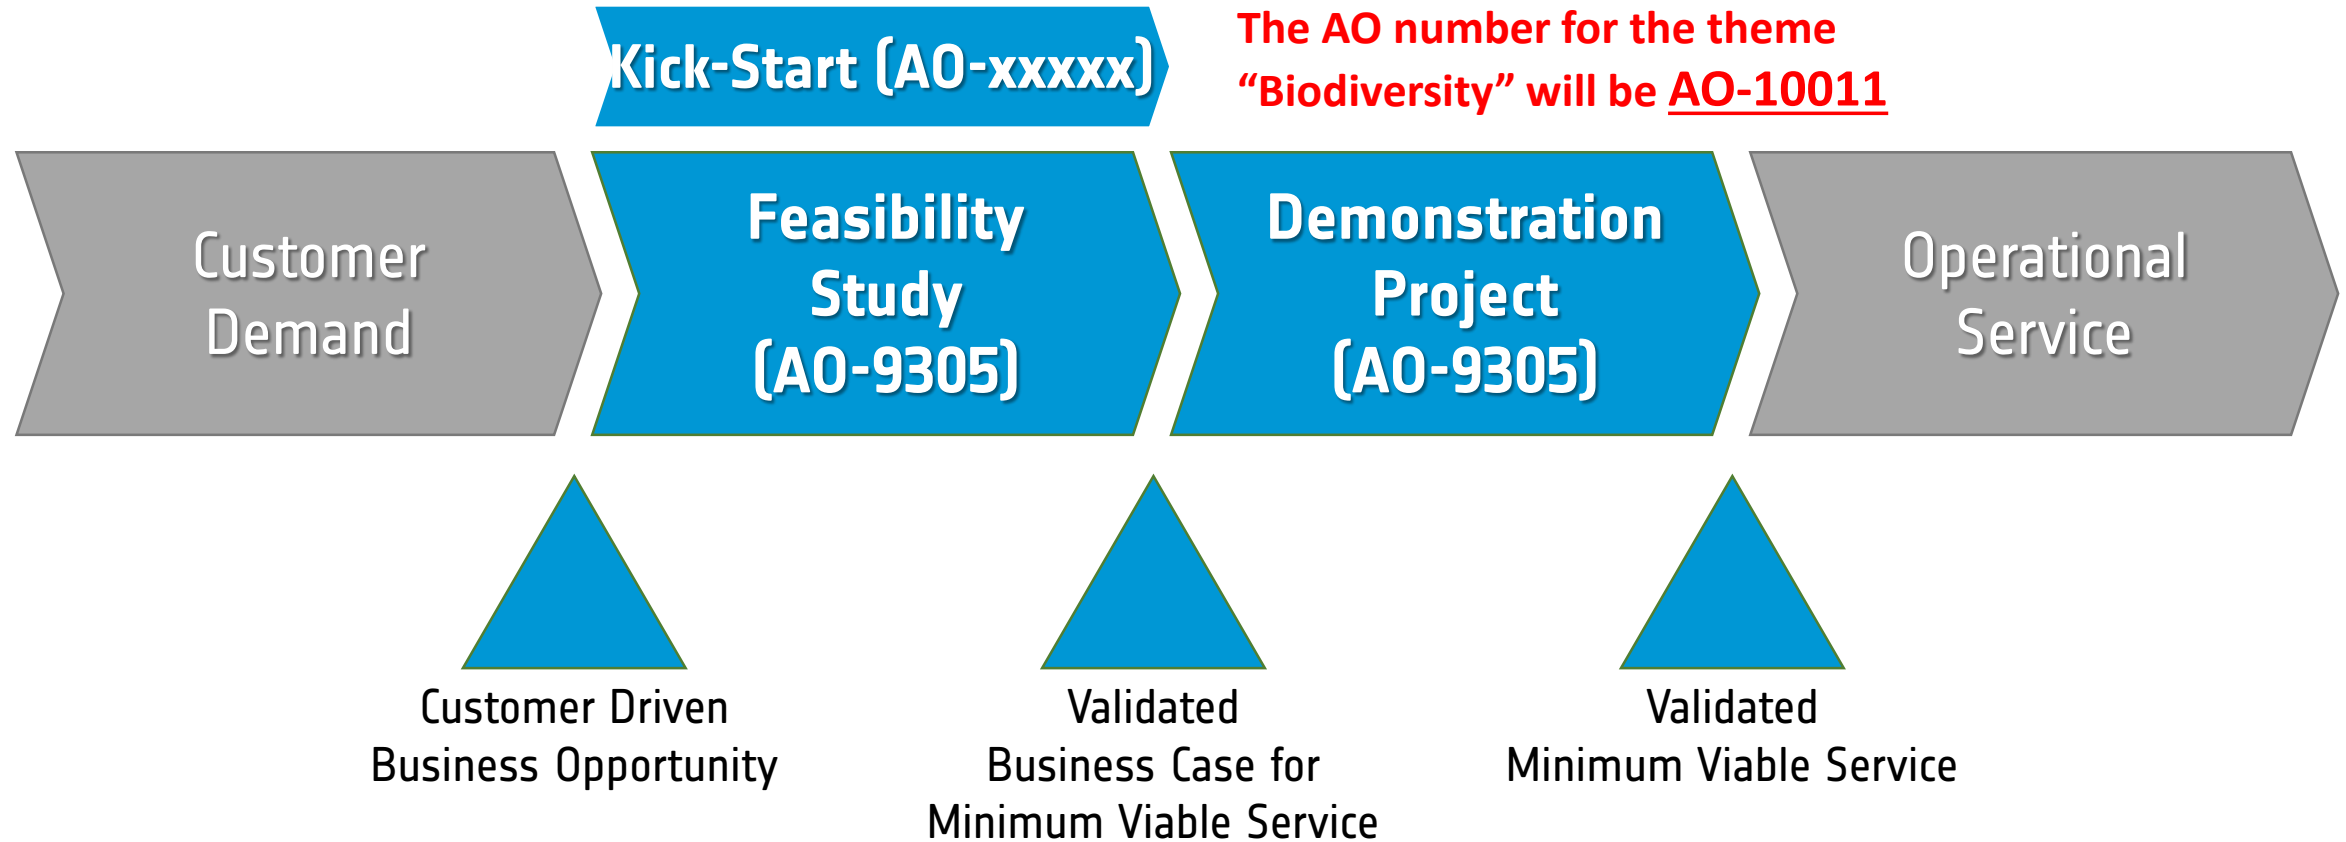 Kick-Start (AO-xxxxx)
The AO number for the theme
“Biodiversity” will be AO-10011
Customer
Demand
Feasibility
Study
(AO-9305)
Demonstration
Project
(AO-9305)
Operational
Service
Customer Driven
Business Opportunity
Validated
Business Case for
Minimum Viable Service
Validated
Minimum Viable Service